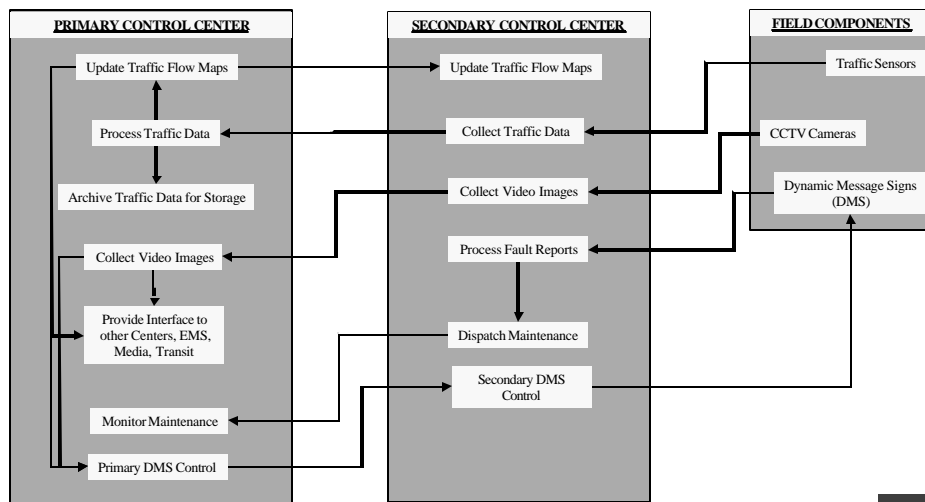 PRIMARY CONTROL CENTER
Update Traffic Flow Maps
Process Traffic Data
Archive Traffic Data for Storage
Collect Video Images
Provide Interface to
other Centers, EMS,
Media, Transit
Monitor Maintenance
Primary DMS Control
SECONDARY CONTROL CENTER
Update Traffic Flow Maps
Collect Traffic Data
Collect Video Images
Process Fault Reports
Dispatch Maintenance
Secondary DMS
Control
FIELD COMPONENTS
Traffic Sensors
CCTV Cameras
Dynamic Message Signs
(DMS)